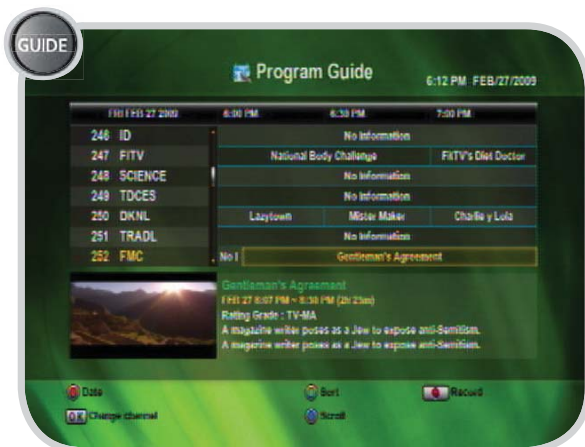 GUIDE
Program Guide
6:12 PM FEB/27/2009
FRI FEB 27 2009 6:00 PM 6:30 PM 7:00 PM
246 ID No Information
247 FITV National Body Challenge FitTV's Diet Doctor
248 SCIENCE No Information
249 TDCES No Information
250 DKNL Lazytown Mister Maker Charlie y Lola
251 TRADL No Information
252 FMC No I Gentleman's Agreement
Gentleman's Agreement
FEB 27 6:07 PM ~ 8:30 PM (2h 23m)
Rating Grade : TV-MA
A magazine writer poses as a Jew to expose anti-Semitism.
A magazine writer poses as a Jew to expose anti-Semitism.
Date Sort Record
OK Change channel Scroll